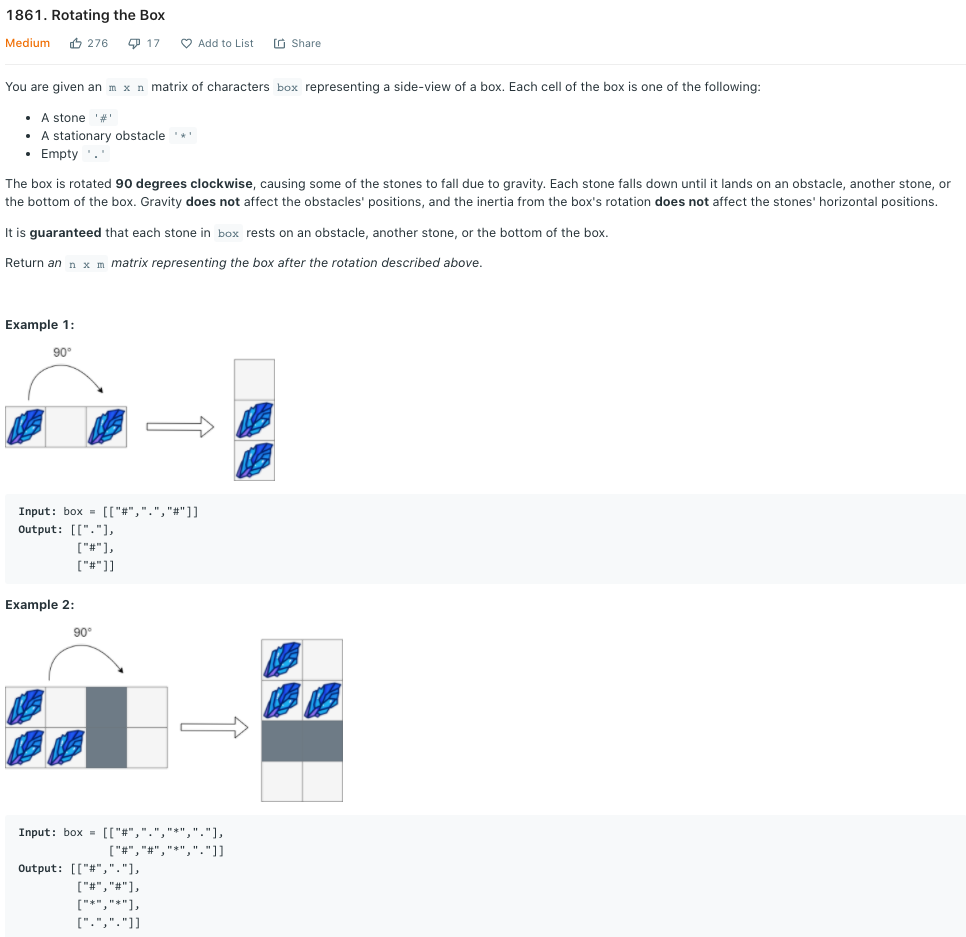 1861. Rotating the Box
Medium 276 17 Add to List Share
You are given an m x n matrix of characters box representing a side-view of a box. Each cell of the box is one of the following:
• A stone '#'
• A stationary obstacle '*'
• Empty '.'
The box is rotated 90 degrees clockwise, causing some of the stones to fall due to gravity. Each stone falls down until it lands on an obstacle, another stone, or
the bottom of the box. Gravity does not affect the obstacles' positions, and the inertia from the box's rotation does not affect the stones' horizontal positions.
It is guaranteed that each stone in box rests on an obstacle, another stone, or the bottom of the box.
Return an n x m matrix representing the box after the rotation described above.
Example 1:
90°
Input: box = [["#",".","#"]]
Output: [["."],
["#"],
["#"]]
Example 2:
90°
Input: box = [["#",".","*","."],
["#","#","*","."]]
Output: [["#","."],
["#","#"],
["*","*"],
[".","."]]